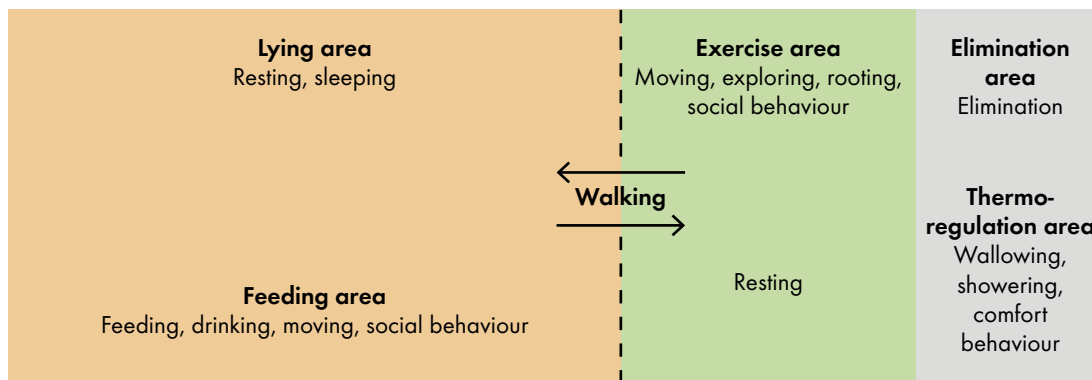 Lying area
Resting, sleeping
Feeding area
Feeding, drinking, moving, social behaviour
Walking
Exercise area
Moving, exploring, rooting,
social behaviour
Resting
Elimination
area
Elimination
Thermo-
regulation area
Wallowing,
showering,
comfort
behaviour